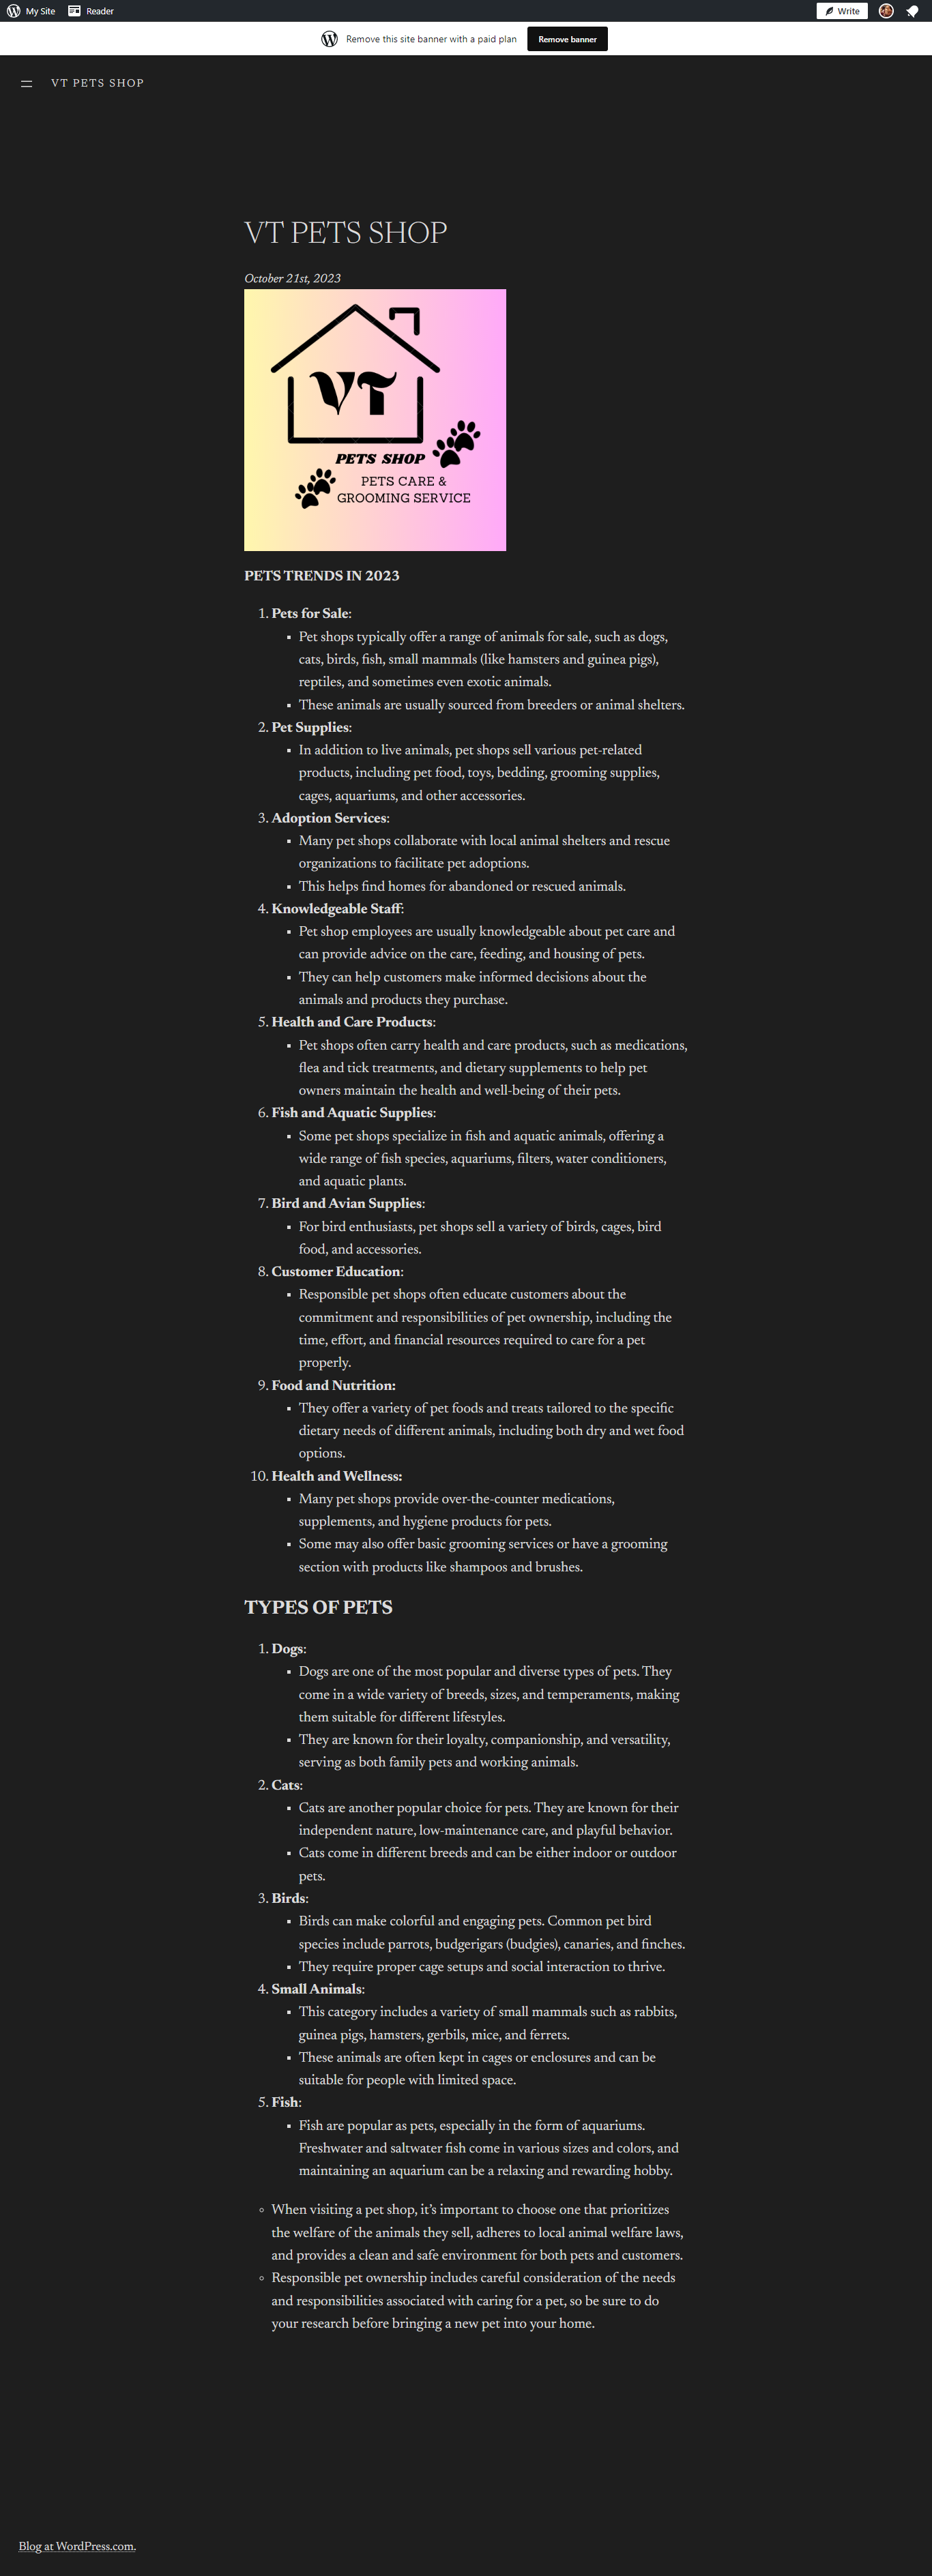 My Site
Reader
Write
Remove this site banner with a paid plan
Remove banner
VT PETS SHOP
VT PETS SHOP
October 21st, 2023
VT
PETS SHOP
PETS CARE &
GROOMING SERVICE
PETS TRENDS IN 2023
1. Pets for Sale:
▪ Pet shops typically offer a range of animals for sale, such as dogs,
cats, birds, fish, small mammals (like hamsters and guinea pigs),
reptiles, and sometimes even exotic animals.
▪ These animals are usually sourced from breeders or animal shelters.
2. Pet Supplies:
▪ In addition to live animals, pet shops sell various pet-related
products, including pet food, toys, bedding, grooming supplies,
cages, aquariums, and other accessories.
3. Adoption Services:
▪ Many pet shops collaborate with local animal shelters and rescue
organizations to facilitate pet adoptions.
▪ This helps find homes for abandoned or rescued animals.
4. Knowledgeable Staff:
▪ Pet shop employees are usually knowledgeable about pet care and
can provide advice on the care, feeding, and housing of pets.
▪ They can help customers make informed decisions about the
animals and products they purchase.
5. Health and Care Products:
▪ Pet shops often carry health and care products, such as medications,
flea and tick treatments, and dietary supplements to help pet
owners maintain the health and well-being of their pets.
6. Fish and Aquatic Supplies:
▪ Some pet shops specialize in fish and aquatic animals, offering a
wide range of fish species, aquariums, filters, water conditioners,
and aquatic plants.
7. Bird and Avian Supplies:
▪ For bird enthusiasts, pet shops sell a variety of birds, cages, bird
food, and accessories.
8. Customer Education:
▪ Responsible pet shops often educate customers about the
commitment and responsibilities of pet ownership, including the
time, effort, and financial resources required to care for a pet
properly.
9. Food and Nutrition:
▪ They offer a variety of pet foods and treats tailored to the specific
dietary needs of different animals, including both dry and wet food
options.
10. Health and Wellness:
▪ Many pet shops provide over-the-counter medications,
supplements, and hygiene products for pets.
▪ Some may also offer basic grooming services or have a grooming
section with products like shampoos and brushes.
TYPES OF PETS
1. Dogs:
▪ Dogs are one of the most popular and diverse types of pets. They
come in a wide variety of breeds, sizes, and temperaments, making
them suitable for different lifestyles.
▪ They are known for their loyalty, companionship, and versatility,
serving as both family pets and working animals.
2. Cats:
▪ Cats are another popular choice for pets. They are known for their
independent nature, low-maintenance care, and playful behavior.
▪ Cats come in different breeds and can be either indoor or outdoor
pets.
3. Birds:
▪ Birds can make colorful and engaging pets. Common pet bird
species include parrots, budgerigars (budgies), canaries, and finches.
▪ They require proper cage setups and social interaction to thrive.
4. Small Animals:
▪ This category includes a variety of small mammals such as rabbits,
guinea pigs, hamsters, gerbils, mice, and ferrets.
▪ These animals are often kept in cages or enclosures and can be
suitable for people with limited space.
5. Fish:
▪ Fish are popular as pets, especially in the form of aquariums.
Freshwater and saltwater fish come in various sizes and colors, and
maintaining an aquarium can be a relaxing and rewarding hobby.
◦ When visiting a pet shop, it’s important to choose one that prioritizes
the welfare of the animals they sell, adheres to local animal welfare laws,
and provides a clean and safe environment for both pets and customers.
◦ Responsible pet ownership includes careful consideration of the needs
and responsibilities associated with caring for a pet, so be sure to do
your research before bringing a new pet into your home.
Blog at WordPress.com.